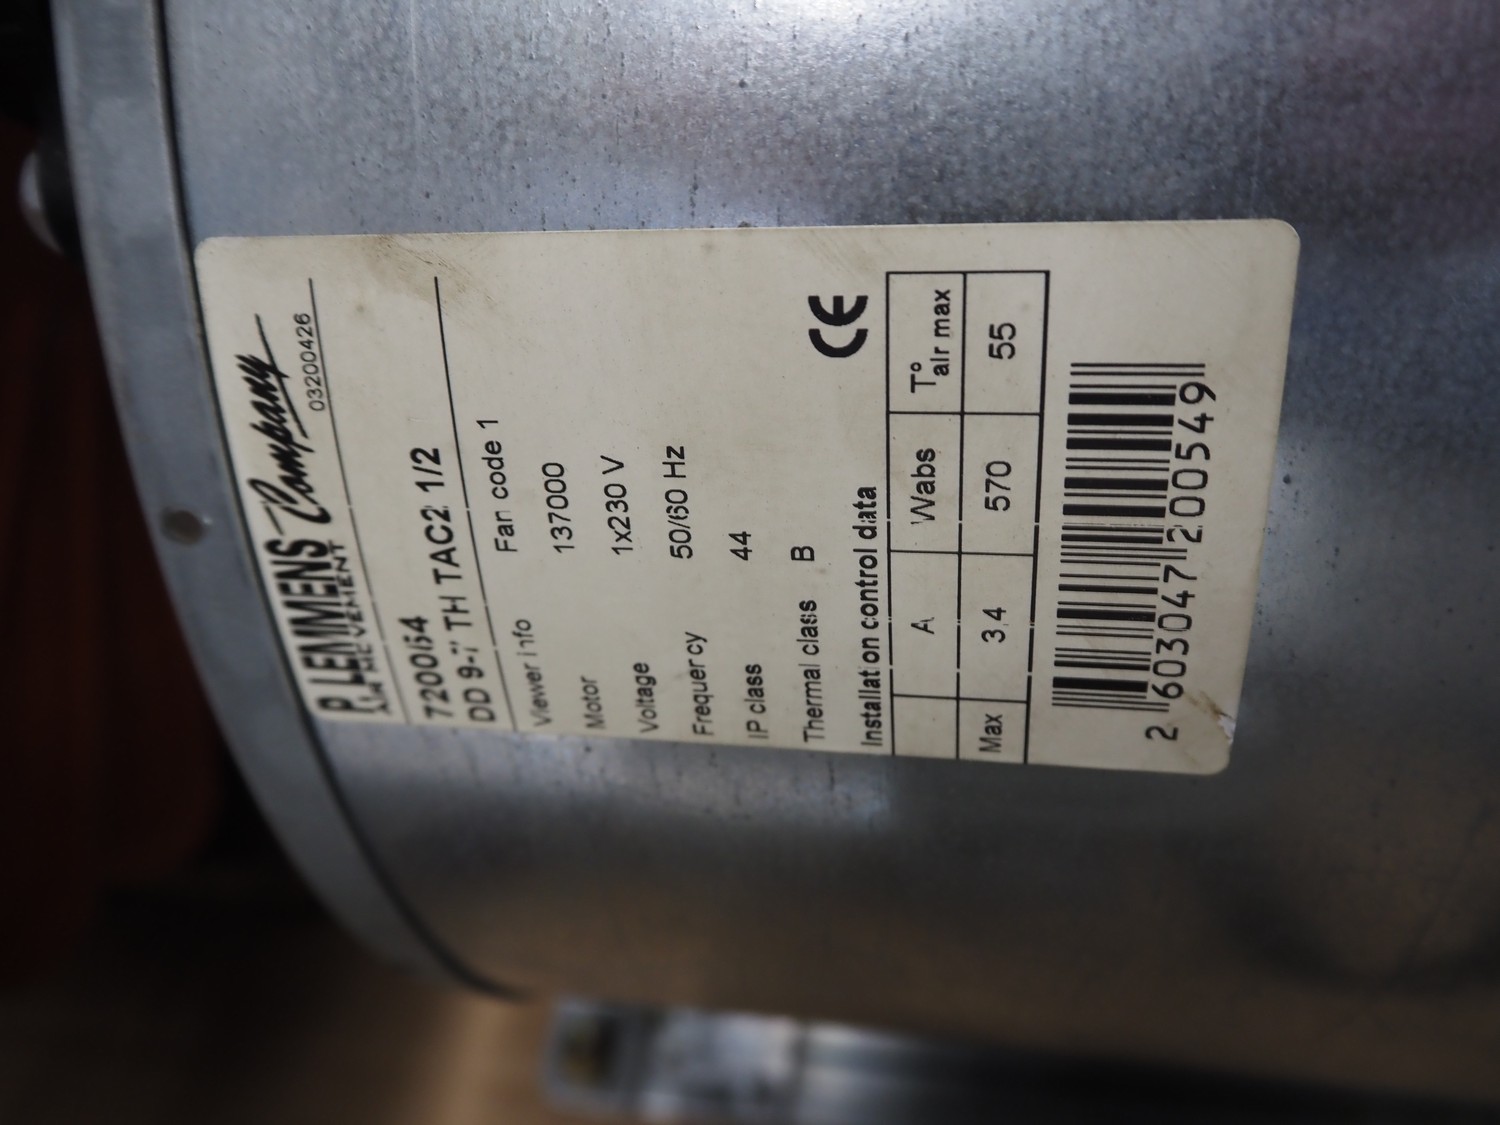 P.LEMMENS Company
AIR MOVEMENT
03200426
720054
DD 9-7 TH TAC2 1/2
Viewer info Fan code 1
Motor 137000
Voltage 1x230 V
Frequency 50/60 Hz
IP class 44
Thermal class B
CE
Installation control data
A Wabs T° air max
Max 3,4 570 55
2 603047 200549